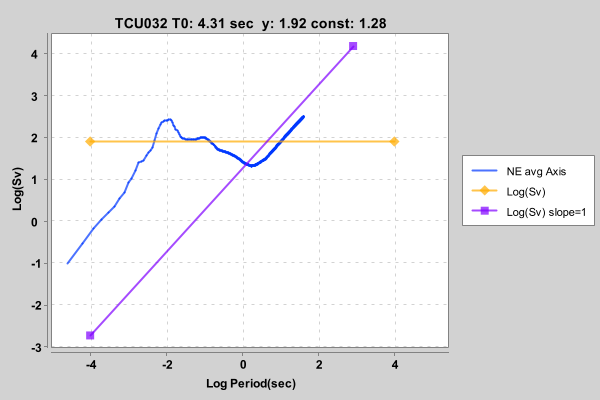 TCU032 T0: 4.31 sec  y: 1.92 const: 1.28
4
3
2
1
0
-1
-2
-3
Log(Sv)
-4
-2
0
2
4
Log Period(sec)
NE avg Axis
Log(Sv)
Log(Sv) slope=1